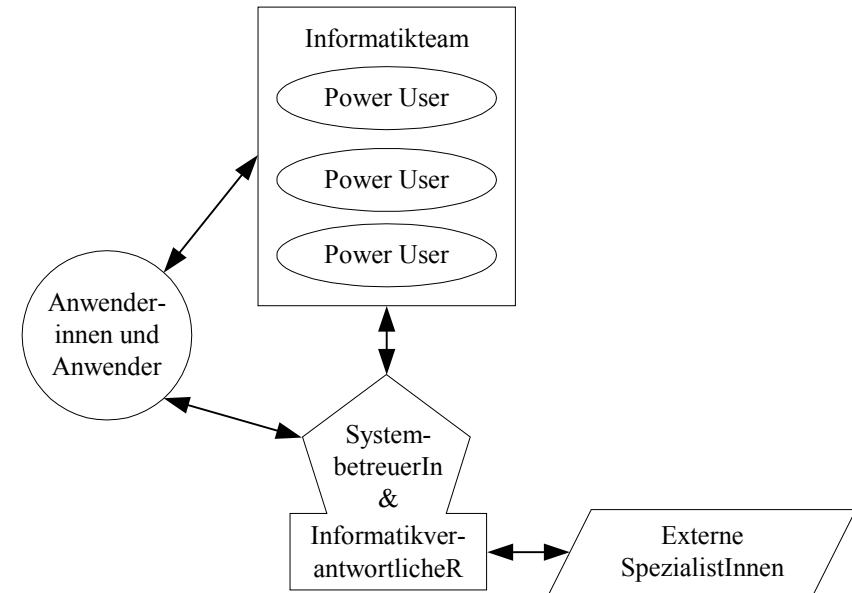 Informatikteam
Power User
Power User
Power User
Anwender-
innen und
Anwender
System-
betreuerIn
&
Informatikver-
antwortlicheR
Externe
SpezialistInnen